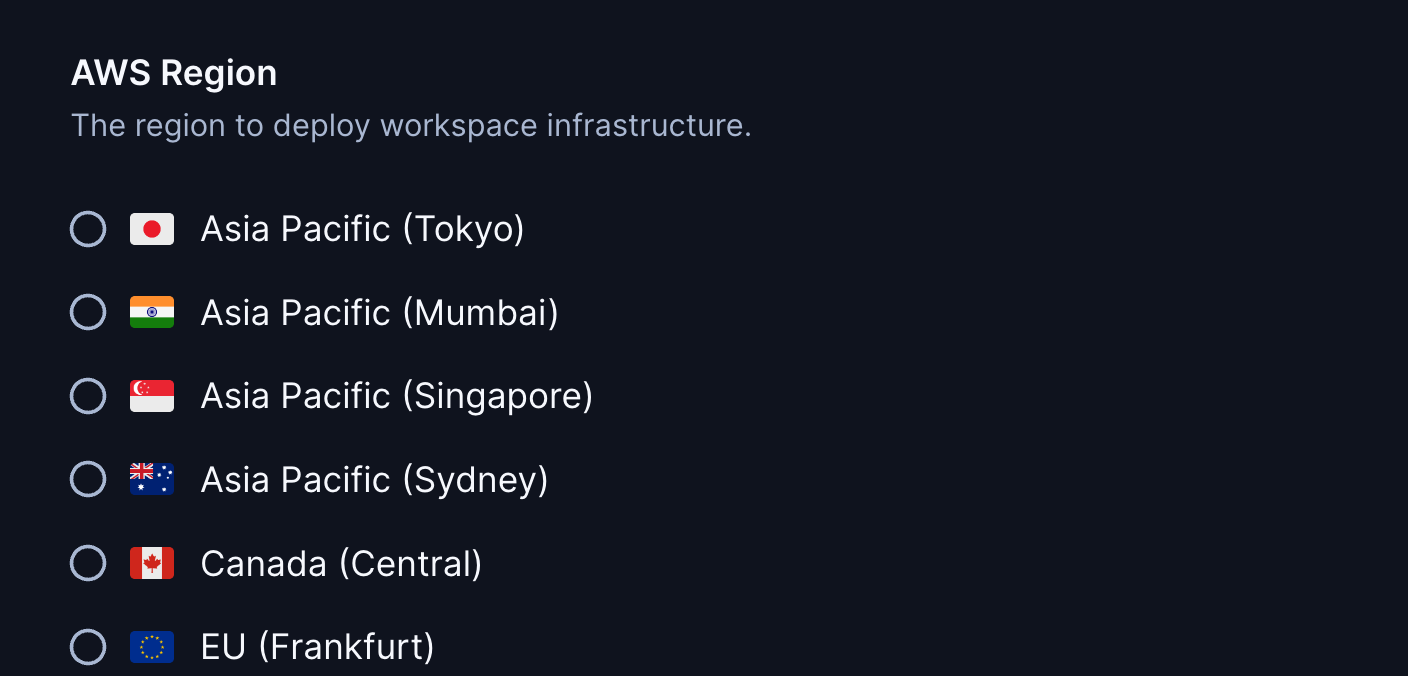 AWS Region
The region to deploy workspace infrastructure.
Asia Pacific (Tokyo)
Asia Pacific (Mumbai)
Asia Pacific (Singapore)
Asia Pacific (Sydney)
Canada (Central)
EU (Frankfurt)